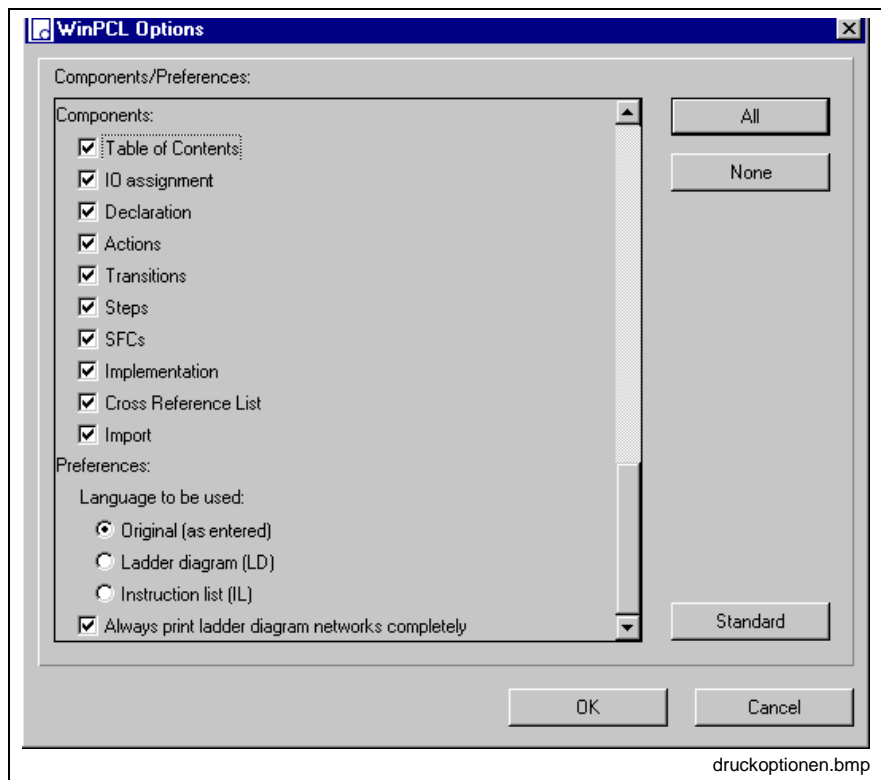 WinPCL Options
Components/Preferences:
Components:
Table of Contents
IO assignment
Declaration
Actions
Transitions
Steps
SFCs
Implementation
Cross Reference List
Import
Preferences:
Language to be used:
Original (as entered)
Ladder diagram (LD)
Instruction list (IL)
Always print ladder diagram networks completely
All
None
Standard
OK
Cancel
druckoptionen.bmp